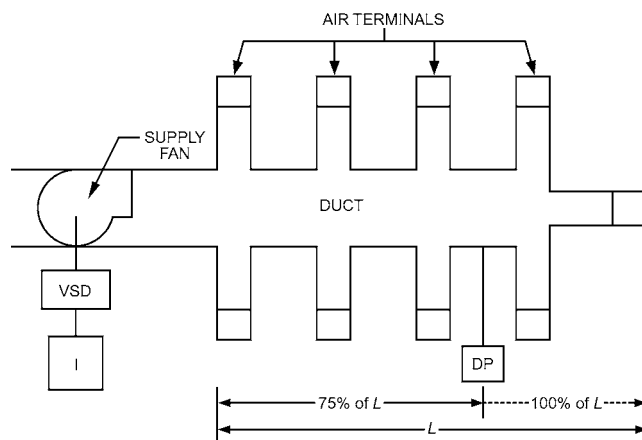 AIR TERMINALS
SUPPLY
FAN
DUCT
VSD
I
DP
75% of L
100% of L
L